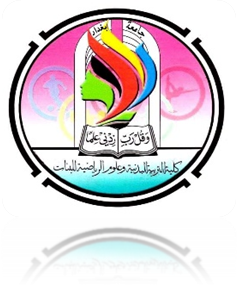 جامعة بغداد
وقل رب زدني علما
كلية التربية البدنية وعلوم الرياضة للبنات